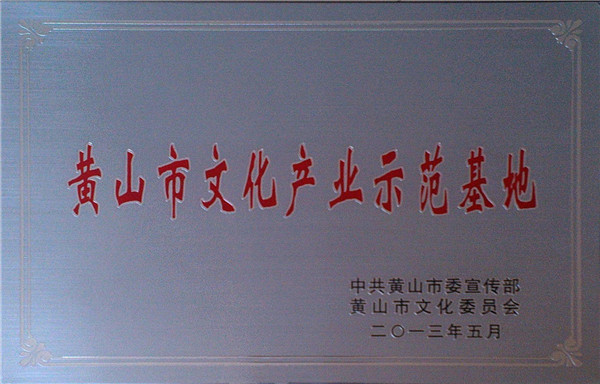 黄山市文化产业示范基地
中共黄山市委宣传部
黄山市文化委员会
二〇一三年五月